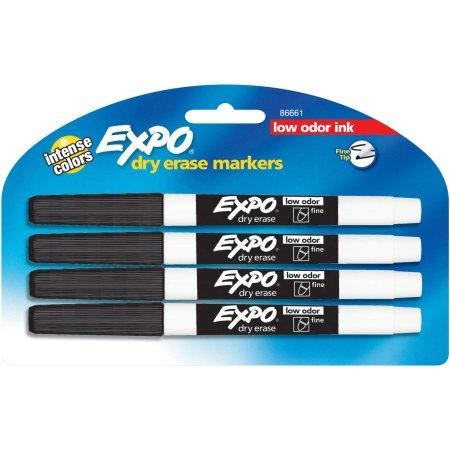 86661
low odor ink
intense
colors
EXPO
dry erase markers
Fine
Tip
EXPO low odor
dry erase fine
EXPO low odor
dry erase fine
EXPO low odor
dry erase fine
EXPO low odor
dry erase fine